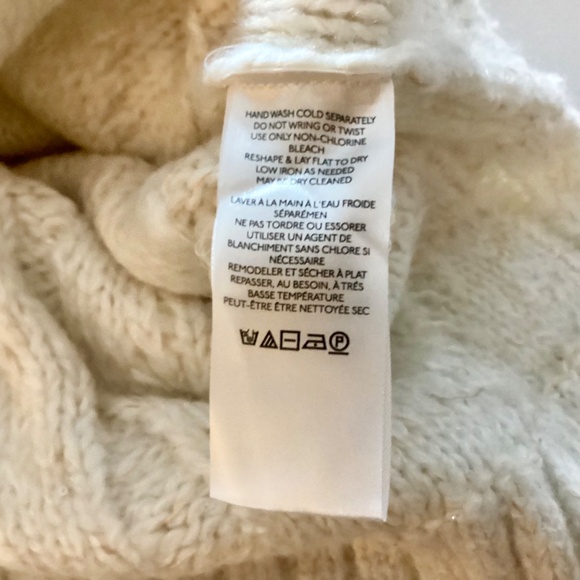 HAND WASH COLD SEPARATELY
DO NOT WRING OR TWIST
USE ONLY NON-CHLORINE
BLEACH
RESHAPE & LAY FLAT TO DRY
LOW IRON AS NEEDED
MAY BE DRY CLEANED
LAVER À LA MAIN À L'EAU FROIDE
SÉPARÉMEN
NE PAS TORDRE OU ESSORER
UTILISER UN AGENT DE
BLANCHIMENT SANS CHLORE SI
NÉCESSAIRE
REMODELER ET SÉCHER À PLAT
REPASSER, AU BESOIN, À TRÉS
BASSE TEMPÉRATURE
PEUT-ÊTRE ÊTRE NETTOYÉE SEC
P